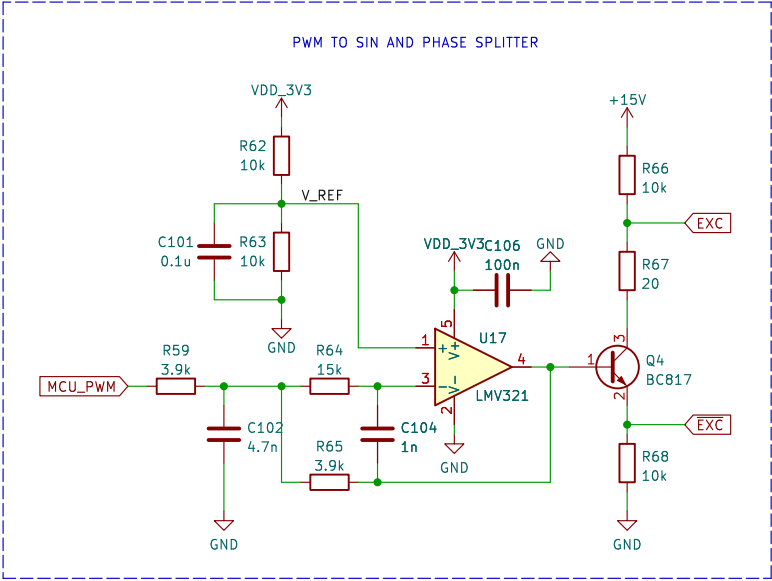 PWM TO SIN AND PHASE SPLITTER
VDD_3V3
+15V
R62
10k
R66
10k
V_REF
EXC
C101
0.1u
R63
10k
VDD_3V3
C106
100n
GND
R67
20
GND
5
1
+
V+
U17
3
R59
3.9k
R64
15k
MCU_PWM
3
-
V-
2
LMV321
4
1
Q4
BC817
2
C102
4.7n
C104
1n
R65
3.9k
GND
EXC
R68
10k
GND
GND